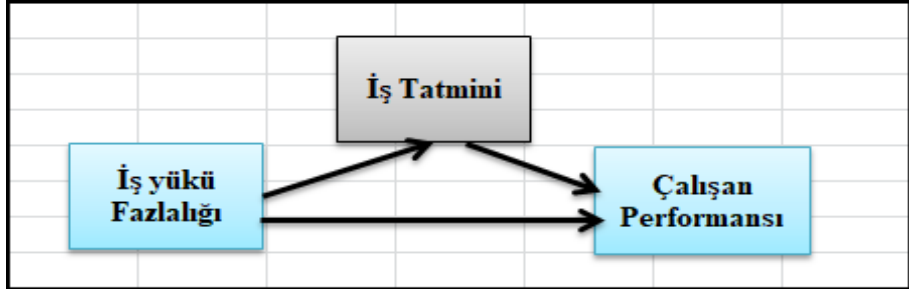 İş Tatmini
İş yükü
Fazlalığı
Çalışan
Performansı